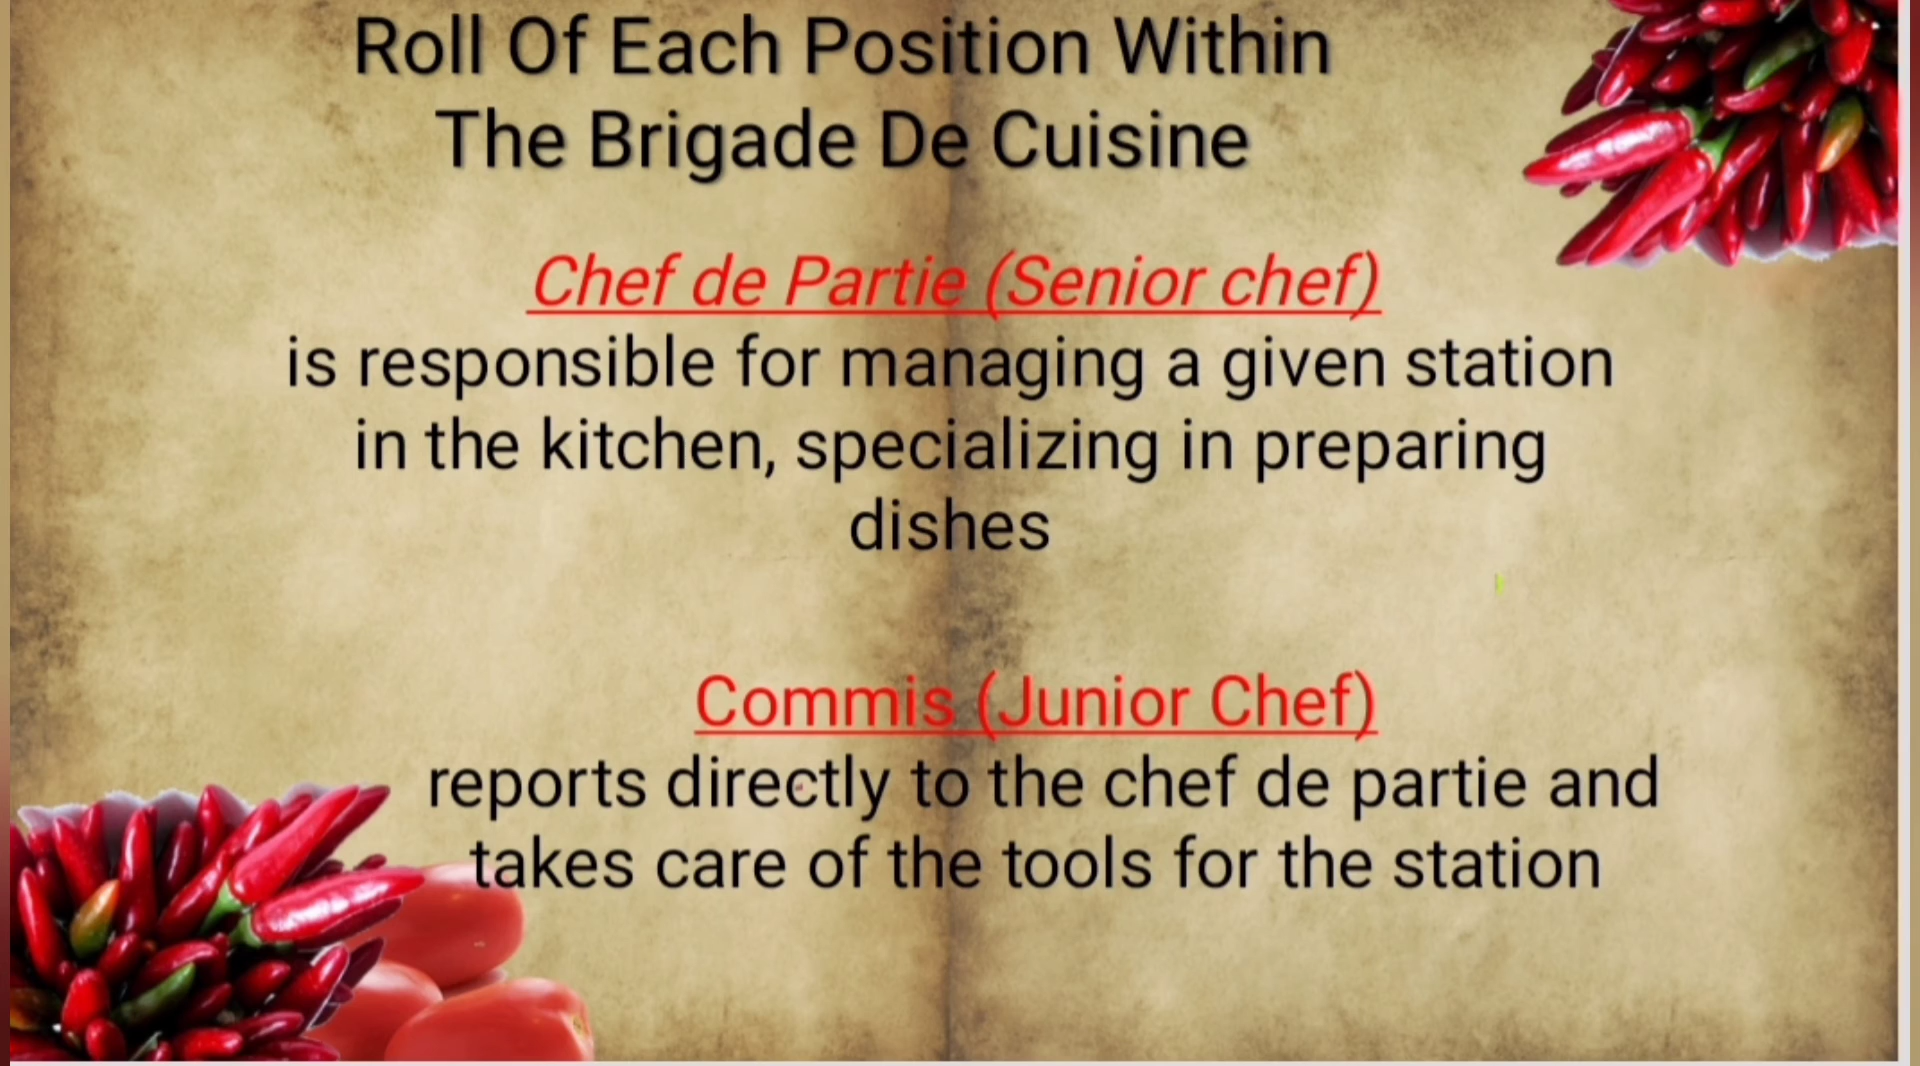 Roll Of Each Position Within
The Brigade De Cuisine
Chef de Partie (Senior chef)
is responsible for managing a given station
in the kitchen, specializing in preparing
dishes
Commis (Junior Chef)
reports directly to the chef de partie and
takes care of the tools for the station